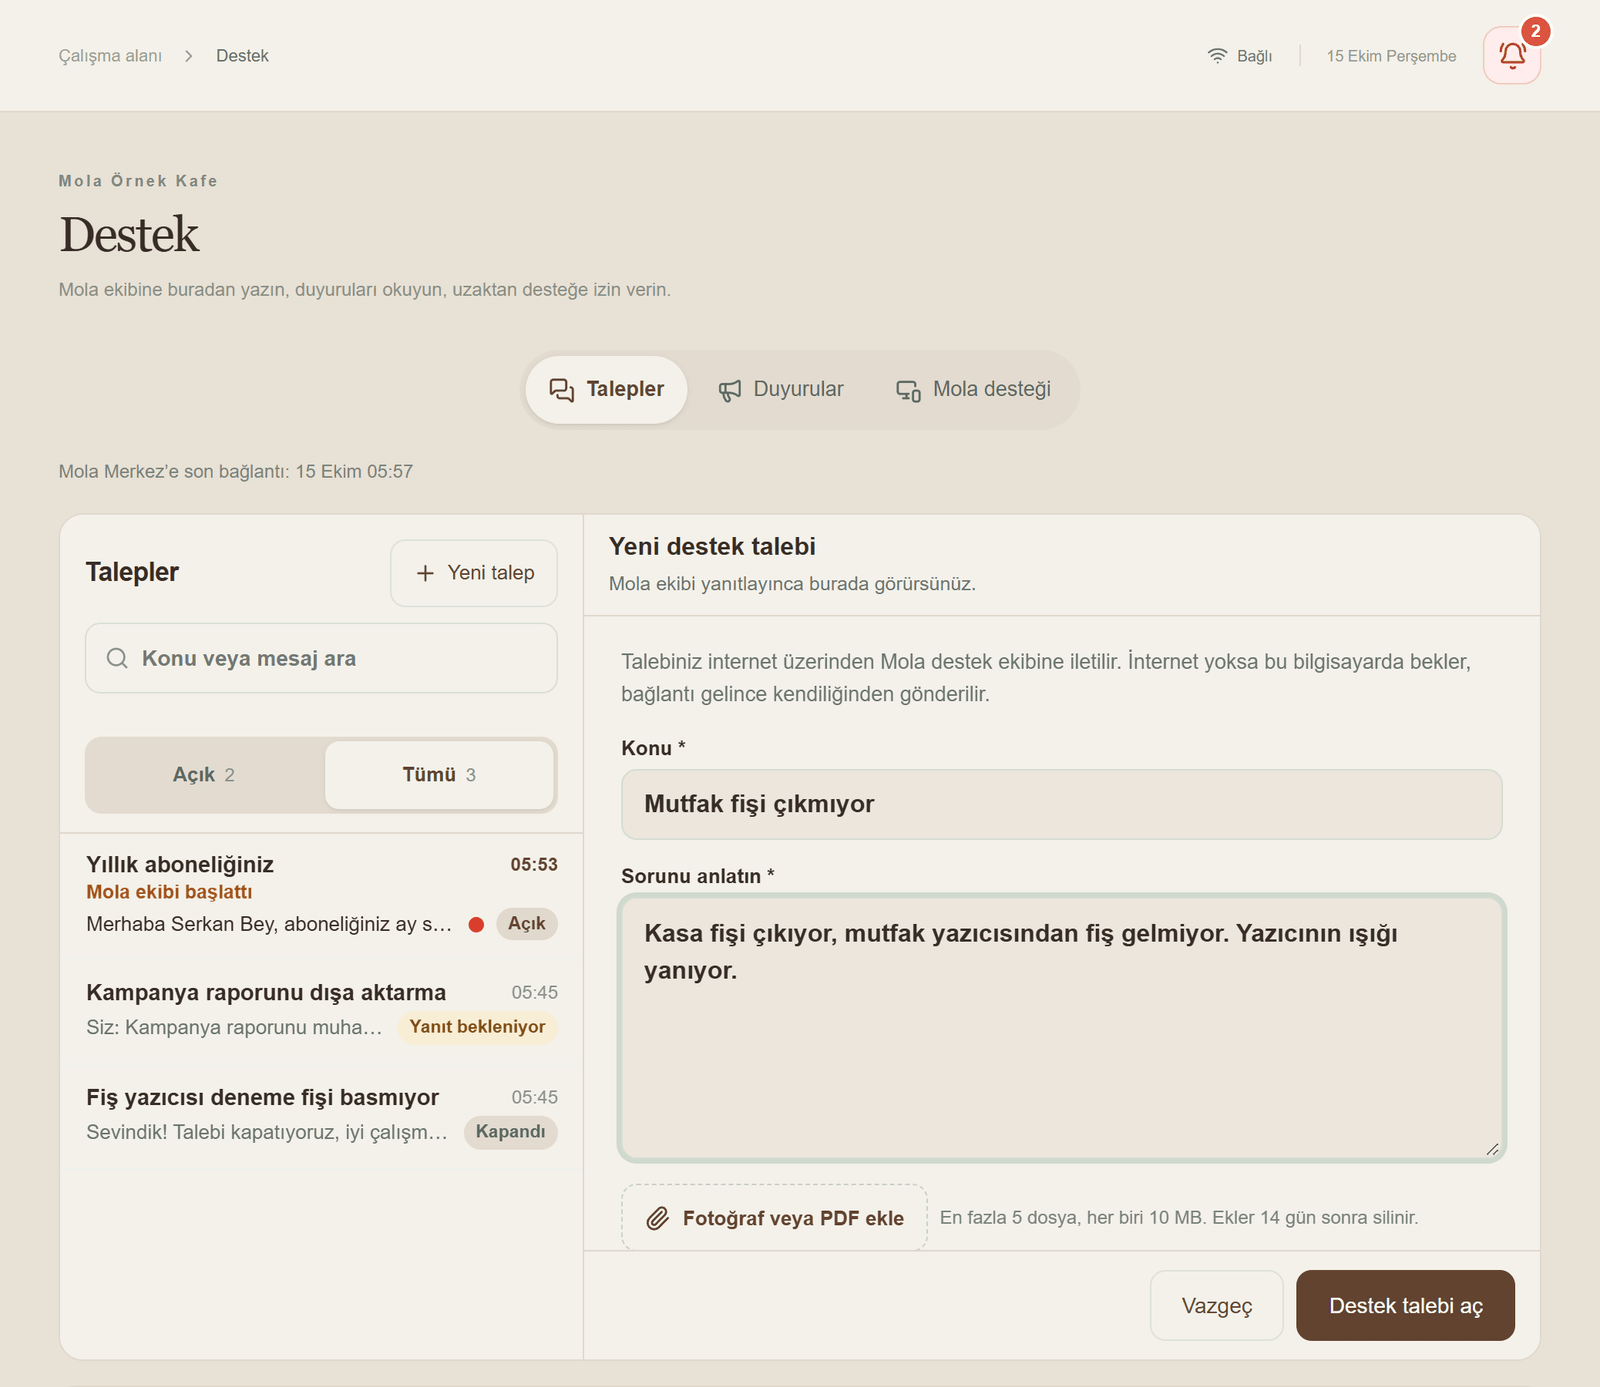 Çalışma alanı > Destek
Bağlı
15 Ekim Perşembe
2
Mola Örnek Kafe
Destek
Mola ekibine buradan yazın, duyuruları okuyun, uzaktan desteğe izin verin.
Talepler
Duyurular
Mola desteği
Mola Merkez'e son bağlantı: 15 Ekim 05:57
Talepler
+ Yeni talep
Konu veya mesaj ara
Açık 2
Tümü 3
Yıllık aboneliğiniz 05:53
Mola ekibi başlattı
Merhaba Serkan Bey, aboneliğiniz ay s... Açık
Kampanya raporunu dışa aktarma 05:45
Siz: Kampanya raporunu muha... Yanıt bekleniyor
Fiş yazıcısı deneme fişi basmıyor 05:45
Sevindik! Talebi kapatıyoruz, iyi çalışm... Kapandı
Yeni destek talebi
Mola ekibi yanıtlayınca burada görürsünüz.
Talebiniz internet üzerinden Mola destek ekibine iletilir. İnternet yoksa bu bilgisayarda bekler,
bağlantı gelince kendiliğinden gönderilir.
Konu *
Mutfak fişi çıkmıyor
Sorunu anlatın *
Kasa fişi çıkıyor, mutfak yazıcısından fiş gelmiyor. Yazıcının ışığı
yanıyor.
Fotoğraf veya PDF ekle
En fazla 5 dosya, her biri 10 MB. Ekler 14 gün sonra silinir.
Vazgeç
Destek talebi aç